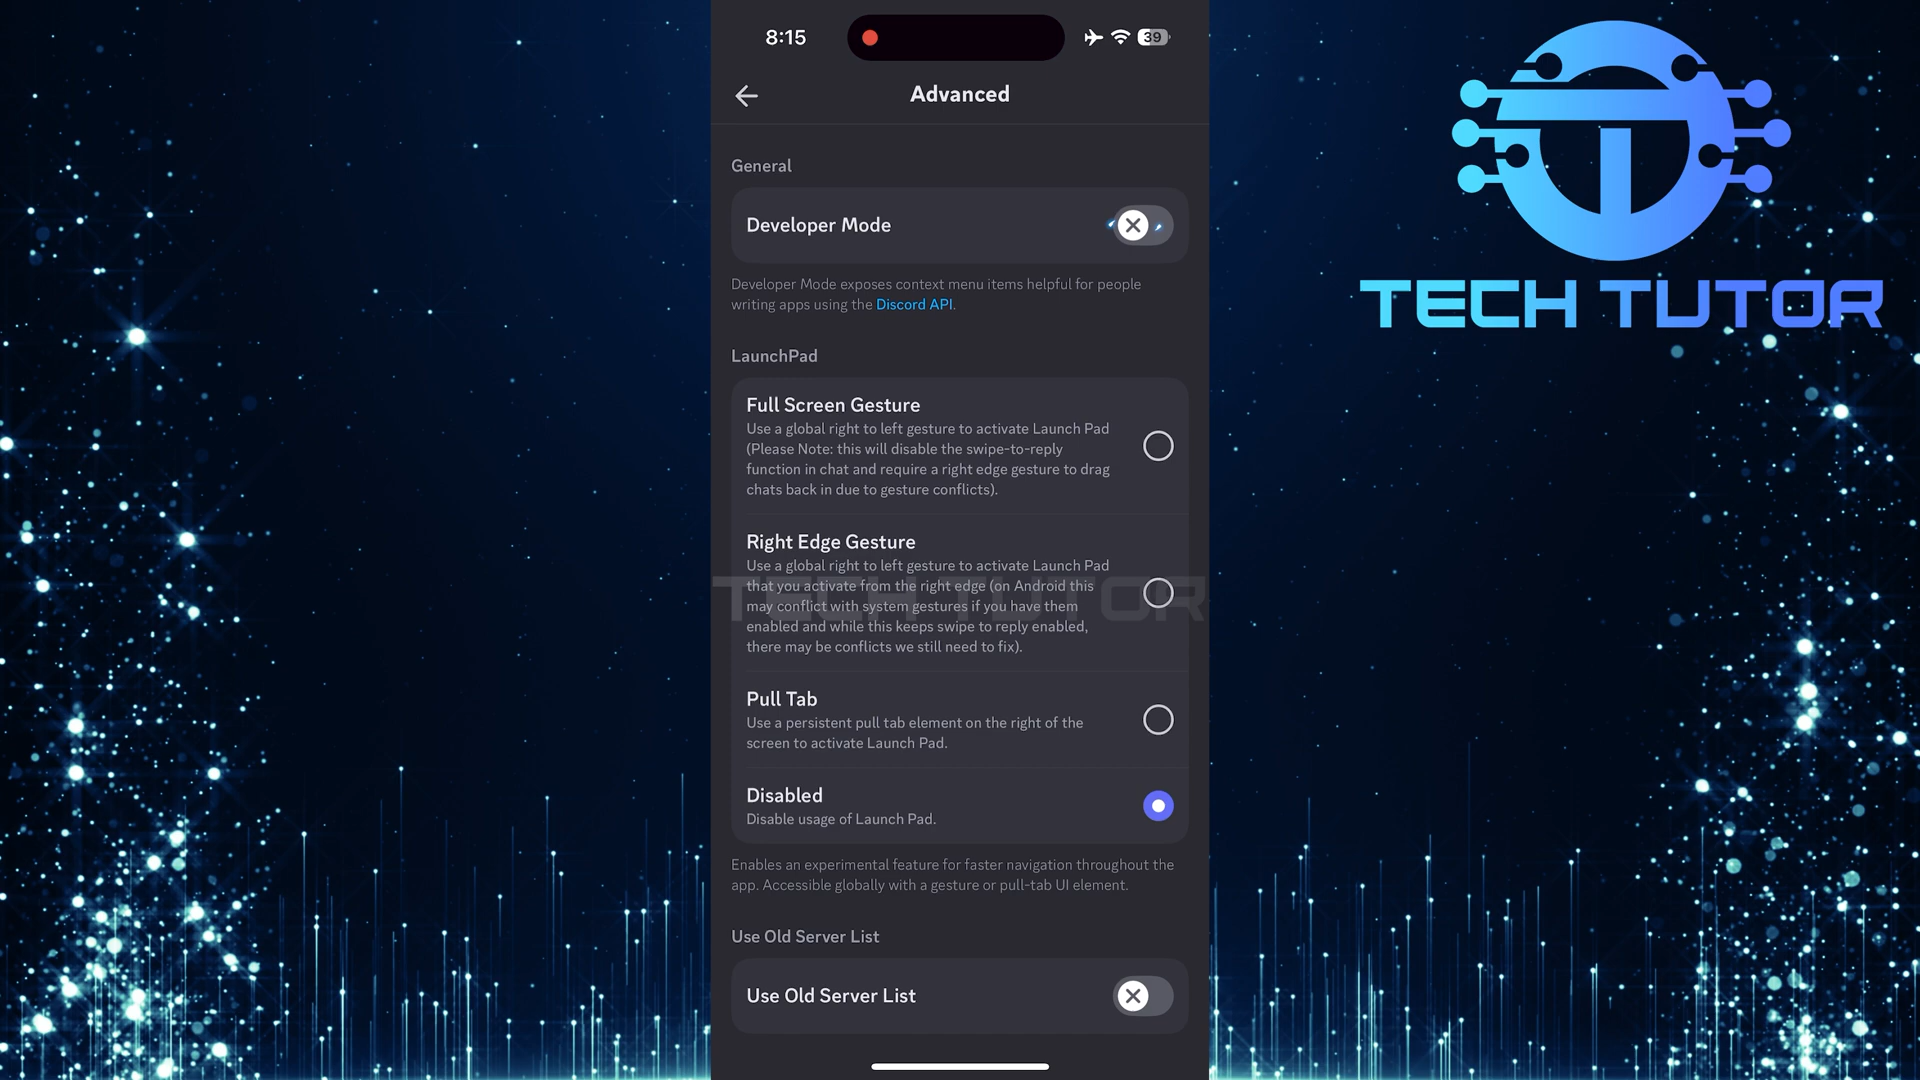 8:15
39
Advanced
TECH TUTOR
General
Developer Mode
Developer Mode exposes context menu items helpful for people
writing apps using the Discord API.
LaunchPad
Full Screen Gesture
Use a global right to left gesture to activate Launch Pad
(Please Note: this will disable the swipe-to-reply
function in chat and require a right edge gesture to drag
chats back in due to gesture conflicts).
Right Edge Gesture
Use a global right to left gesture to activate Launch Pad
that you activate from the right edge (on Android this
may conflict with system gestures if you have them
enabled and while this keeps swipe to reply enabled,
there may be conflicts we still need to fix).
TECH TUTOR
Pull Tab
Use a persistent pull tab element on the right of the
screen to activate Launch Pad.
Disabled
Disable usage of Launch Pad.
Enables an experimental feature for faster navigation throughout the
app. Accessible globally with a gesture or pull-tab UI element.
Use Old Server List
Use Old Server List